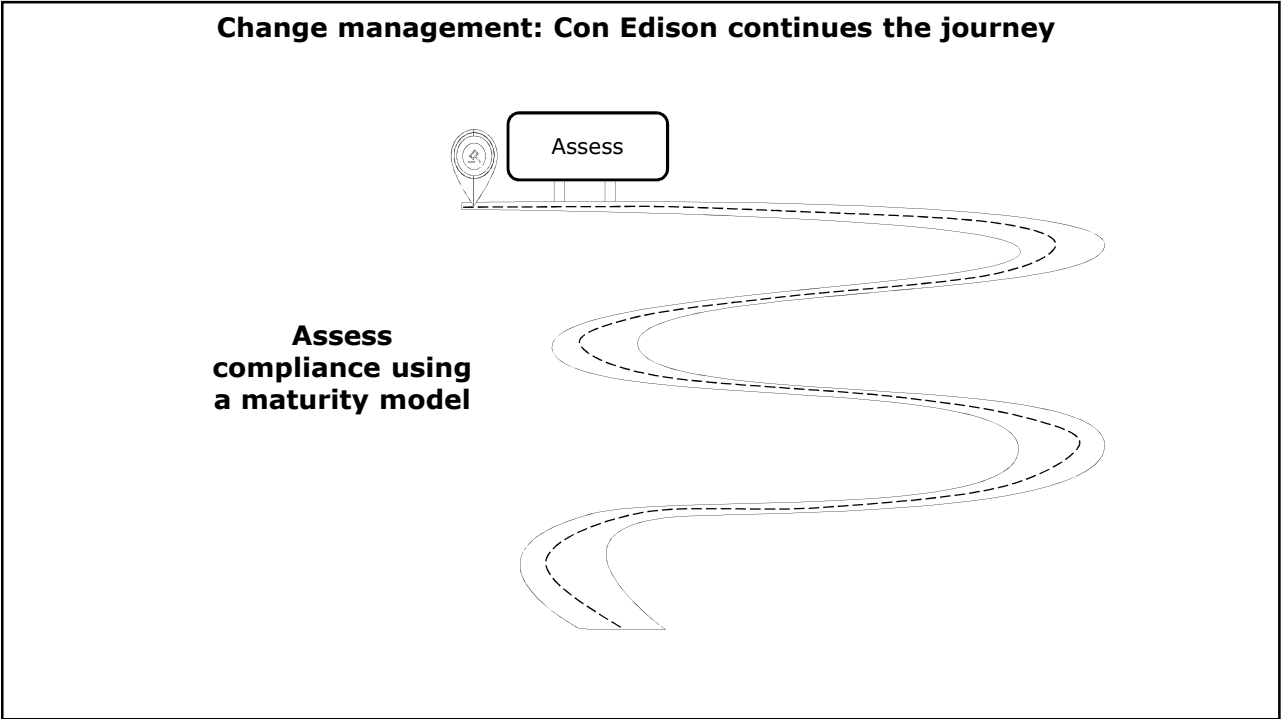 Change management: Con Edison continues the journey
Assess
Assess
compliance using
a maturity model